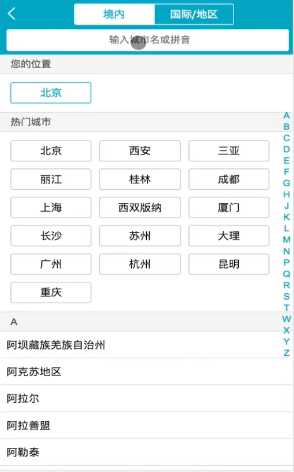 境内 国际/地区
输入城市名或拼音
您的位置
北京
热门城市
北京 西安 三亚
丽江 桂林 成都
上海 西双版纳 厦门
长沙 苏州 大理
广州 杭州 昆明
重庆
A
阿坝藏族羌族自治州
阿克苏地区
阿拉尔
阿拉善盟
阿勒泰
A
B
C
D
E
F
G
H
J
K
L
M
N
P
Q
R
S
T
W
X
Y
Z